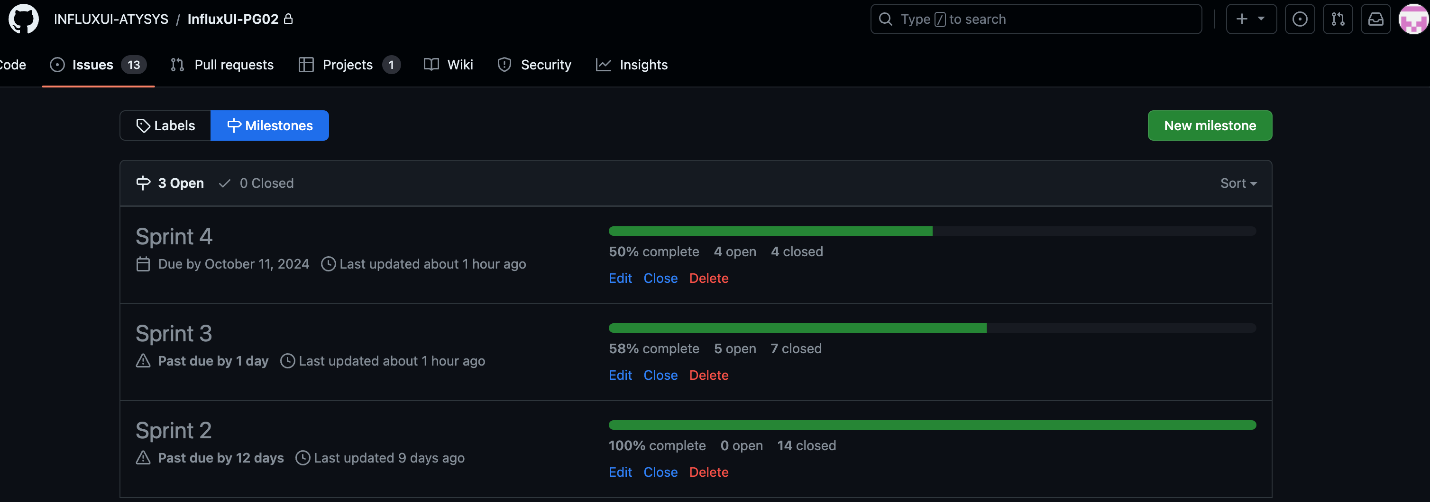 INFLUXUI-ATYSYS / InfluxUI-PG02
Type / to search
ode Issues 13 Pull requests Projects 1 Wiki Security Insights
Labels Milestones New milestone
3 Open 0 Closed Sort
Sprint 4
50% complete 4 open 4 closed
Due by October 11, 2024 Last updated about 1 hour ago
Edit Close Delete
Sprint 3
58% complete 5 open 7 closed
Past due by 1 day Last updated about 1 hour ago
Edit Close Delete
Sprint 2
100% complete 0 open 14 closed
Past due by 12 days Last updated 9 days ago
Edit Close Delete